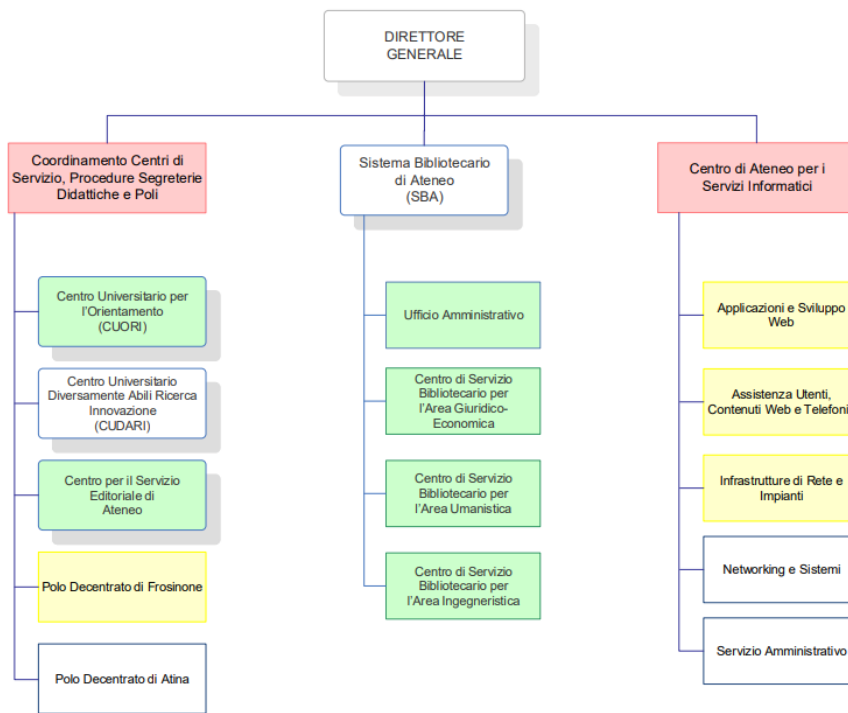 DIRETTORE
GENERALE
Coordinamento Centri di
Servizio, Procedure Segreterie
Didattiche e Poli
Sistema Bibliotecario
di Ateneo
(SBA)
Centro di Ateneo per i
Servizi Informatici
Centro Universitario per
l'Orientamento
(CUORI)
Centro Universitario
Diversamente Abili Ricerca
Innovazione
(CUDARI)
Centro per il Servizio
Editoriale di
Ateneo
Polo Decentrato di Frosinone
Polo Decentrato di Atina
Ufficio Amministrativo
Centro di Servizio
Bibliotecario per
l'Area Giuridico-
Economica
Centro di Servizio
Bibliotecario per
l'Area Umanistica
Centro di Servizio
Bibliotecario per
l'Area Ingegneristica
Applicazioni e Sviluppo
Web
Assistenza Utenti,
Contenuti Web e Telefoni
Infrastrutture di Rete e
Impianti
Networking e Sistemi
Servizio Amministrativo